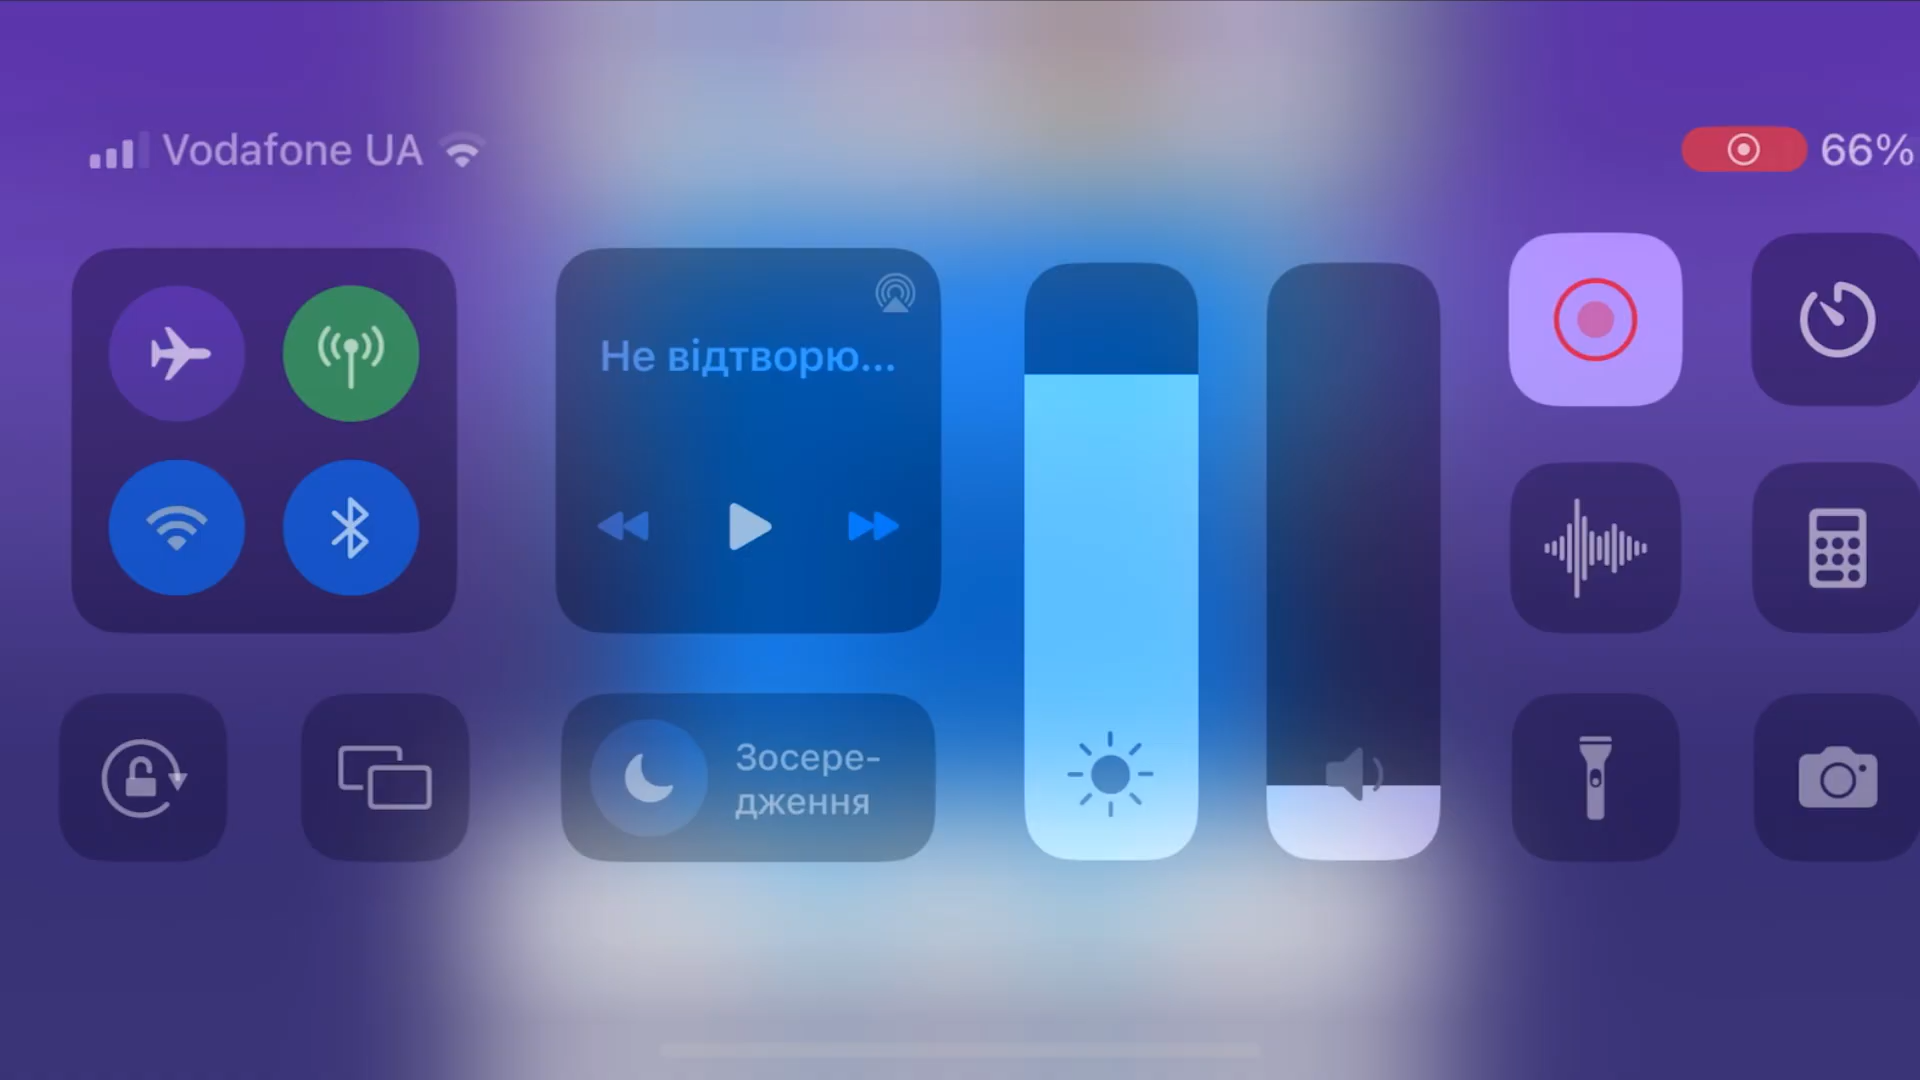 Vodafone UA
66%
Не відтворю...
Зосере-
дження